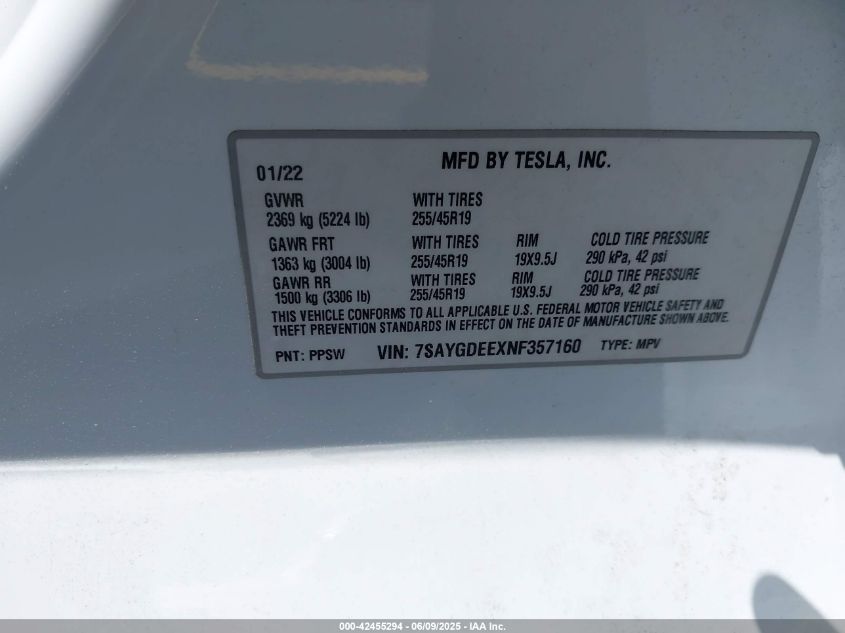 01/22 MFD BY TESLA, INC.
GVWR WITH TIRES
2369 kg (5224 lb) 255/45R19
GAWR FRT WITH TIRES RIM COLD TIRE PRESSURE
1363 kg (3004 lb) 255/45R19 19X9.5J 290 kPa, 42 psi
GAWR RR WITH TIRES RIM COLD TIRE PRESSURE
1500 kg (3306 lb) 255/45R19 19X9.5J 290 kPa, 42 psi
THIS VEHICLE CONFORMS TO ALL APPLICABLE U.S. FEDERAL MOTOR VEHICLE SAFETY AND
THEFT PREVENTION STANDARDS IN EFFECT ON THE DATE OF MANUFACTURE SHOWN ABOVE.
PNT: PPSW VIN: 7SAYGDEEXNF357160 TYPE: MPV
000-42455294 - 06/09/2025 - IAA Inc.